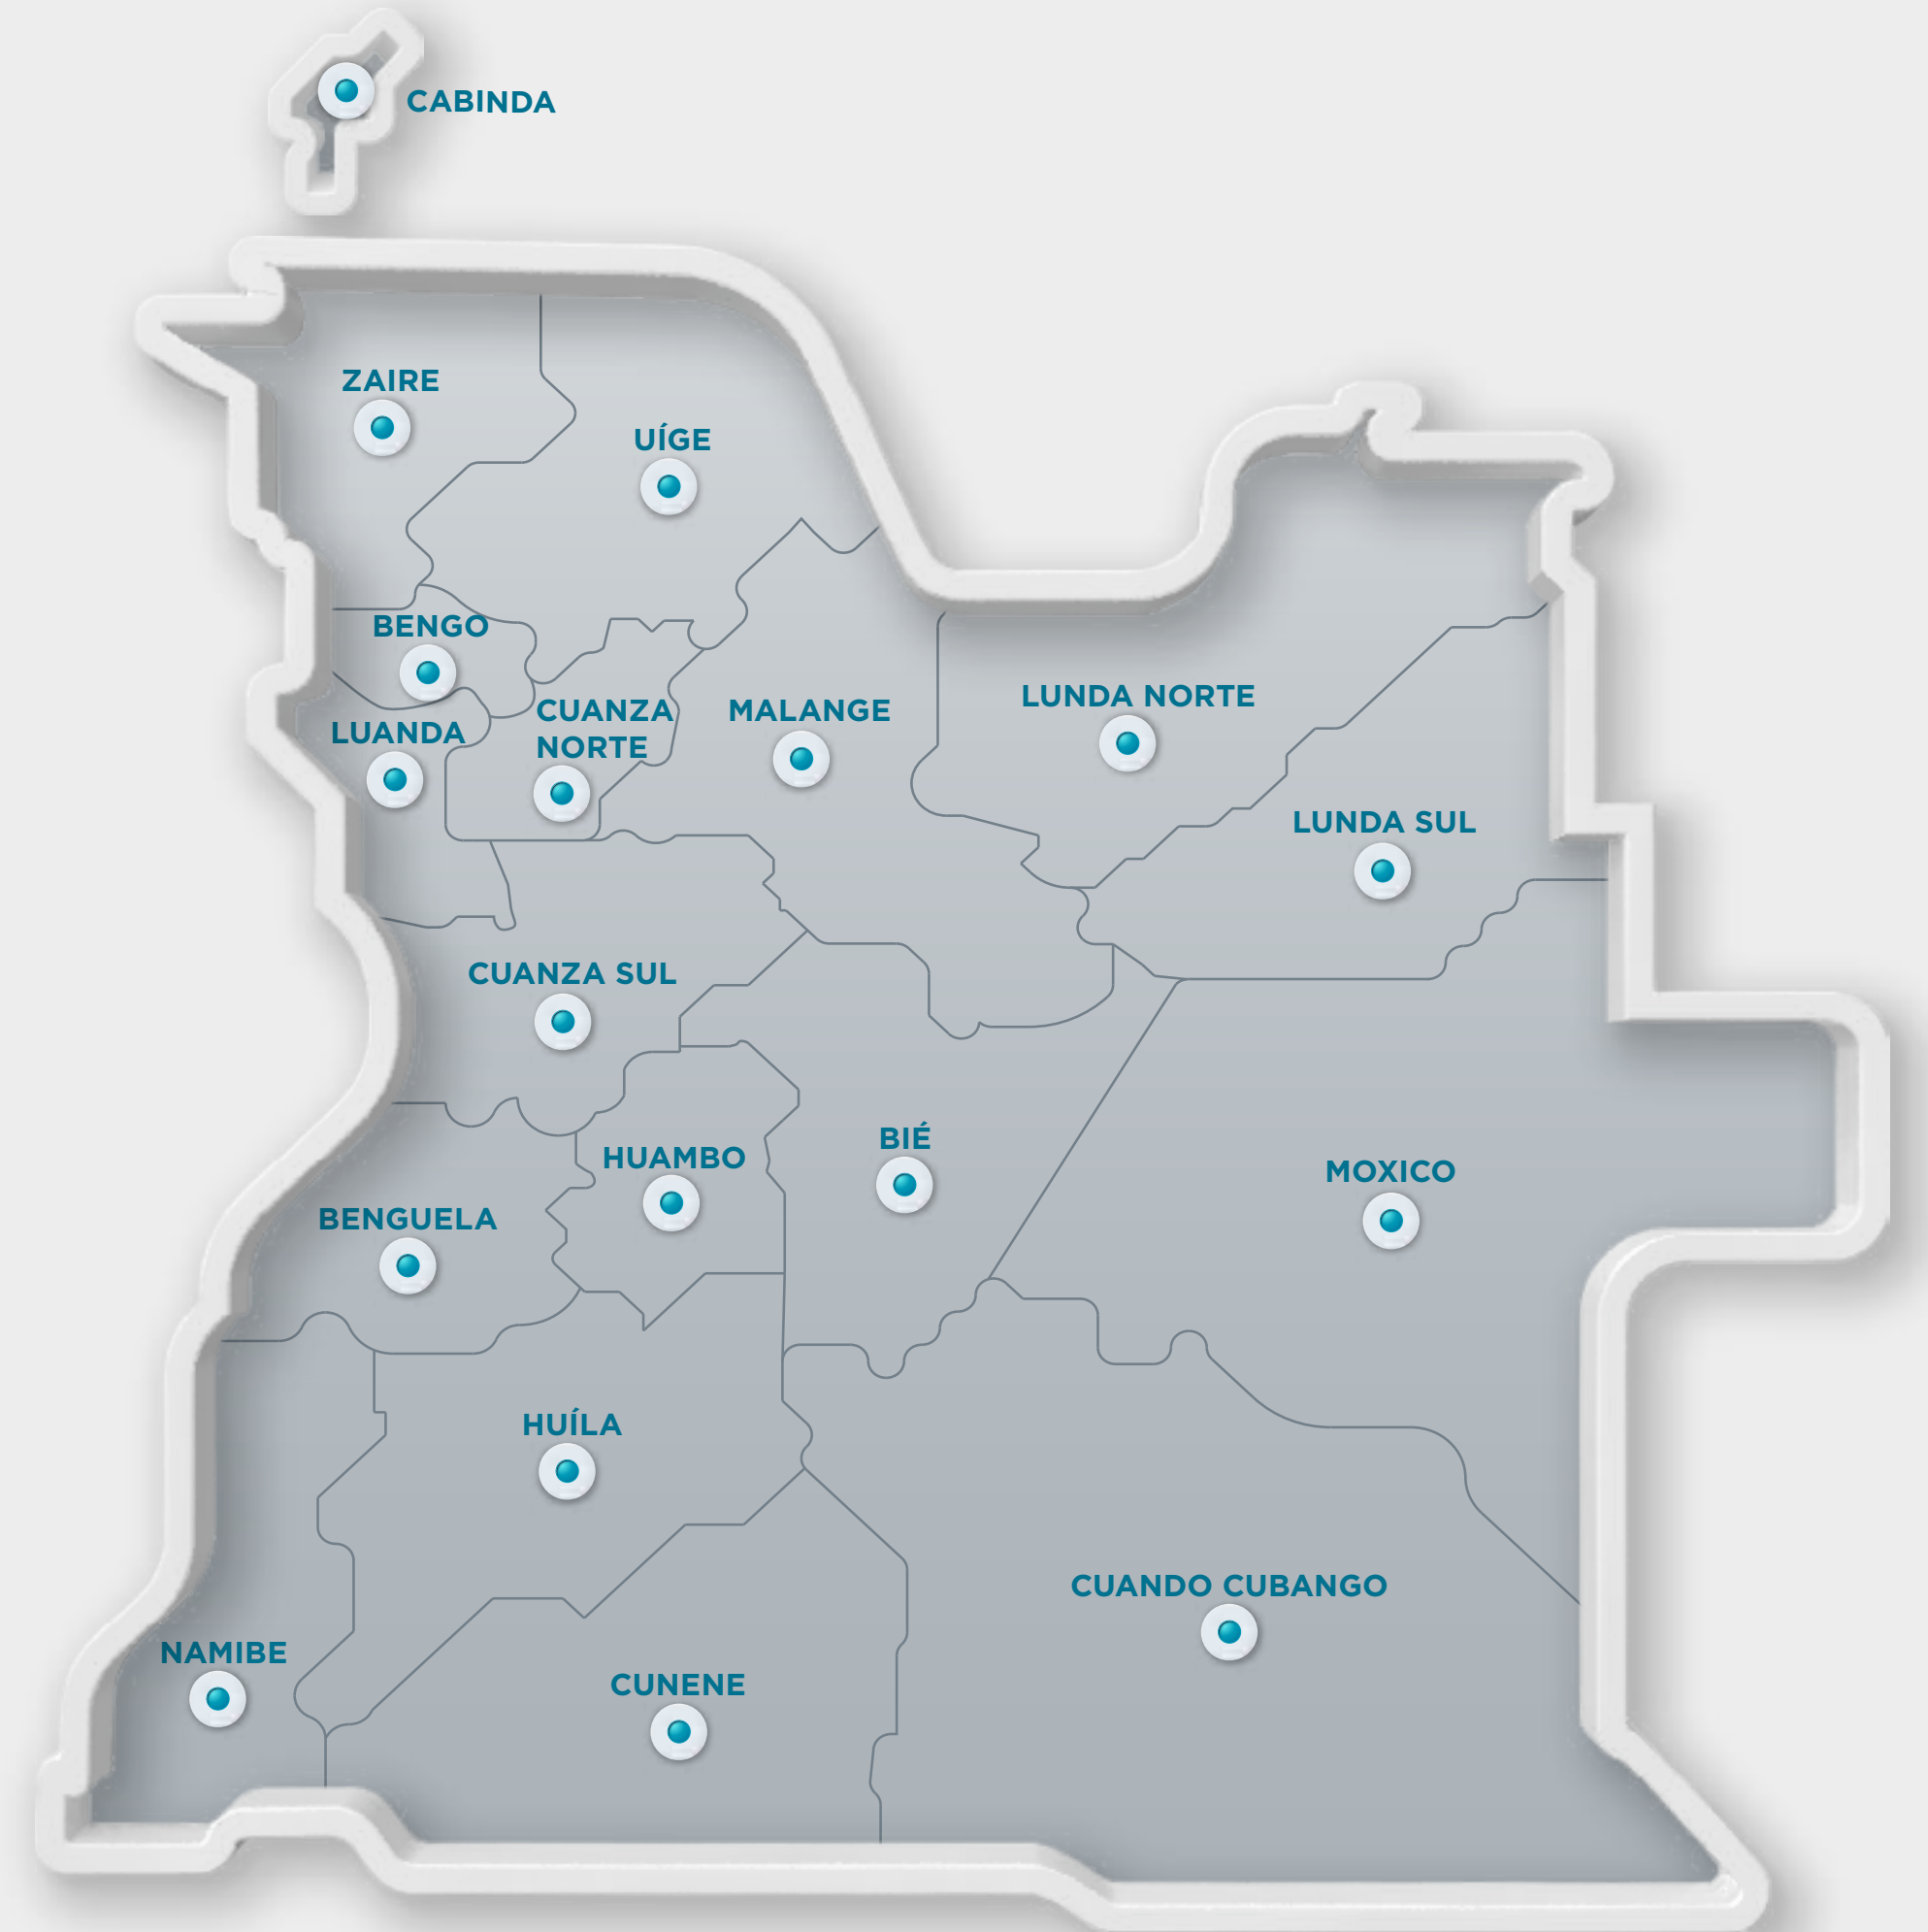 CABINDA
ZAIRE
UÍGE
BENGO
LUNDA NORTE
CUANZA
NORTE
MALANGE
LUANDA
LUNDA SUL
CUANZA SUL
BIÉ
HUAMBO
MOXICO
BENGUELA
HUÍLA
CUANDO CUBANGO
NAMIBE
CUNENE